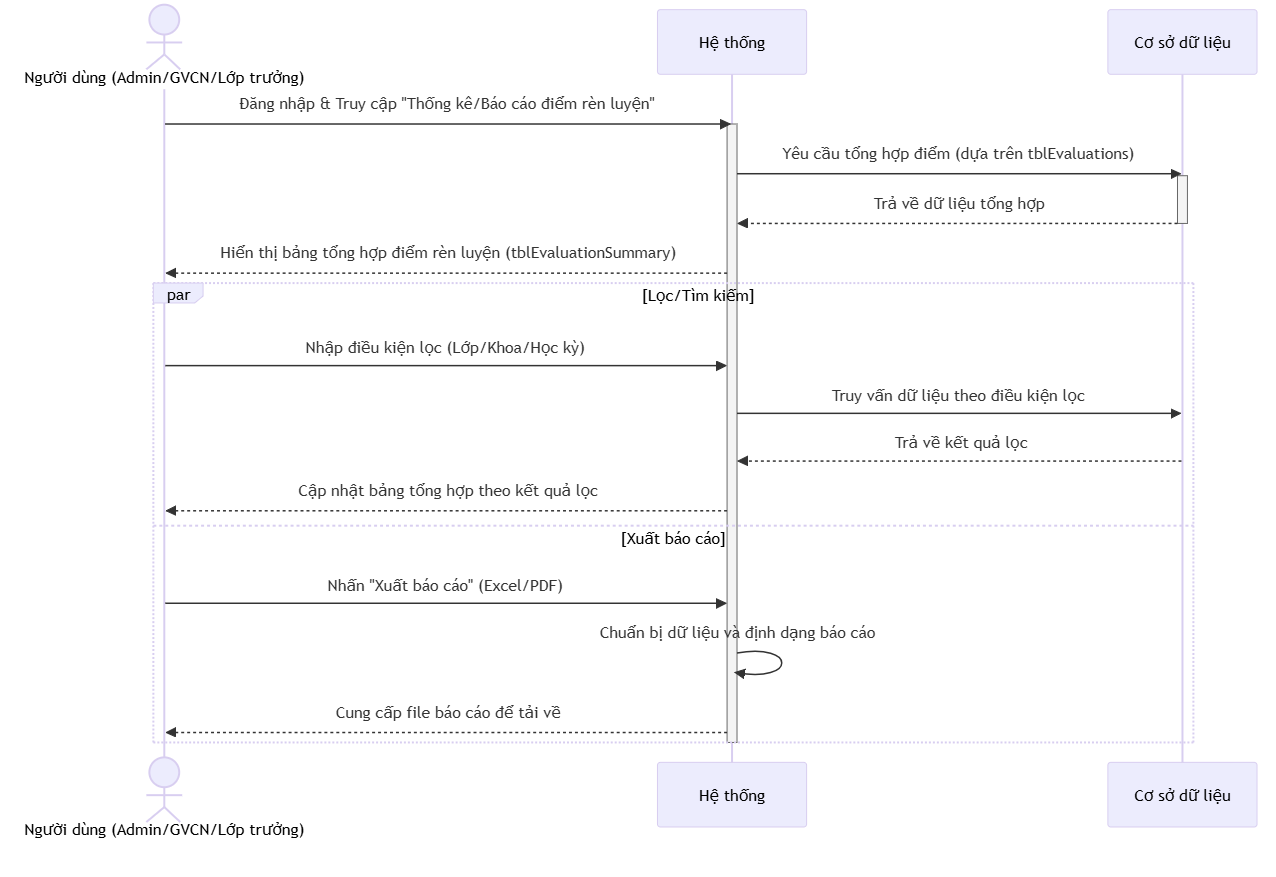 Hệ thống
Cơ sở dữ liệu
Người dùng (Admin/GVCN/Lớp trưởng)
Đăng nhập & Truy cập "Thống kê/Báo cáo điểm rèn luyện"
Yêu cầu tổng hợp điểm (dựa trên tblEvaluations)
Trả về dữ liệu tổng hợp
Hiển thị bảng tổng hợp điểm rèn luyện (tblEvaluationSummary)
par
[Lọc/Tìm kiếm]
Nhập điều kiện lọc (Lớp/Khoa/Học kỳ)
Truy vấn dữ liệu theo điều kiện lọc
Trả về kết quả lọc
Cập nhật bảng tổng hợp theo kết quả lọc
[Xuất báo cáo]
Nhấn "Xuất báo cáo" (Excel/PDF)
Chuẩn bị dữ liệu và định dạng báo cáo
Cung cấp file báo cáo để tải về
Hệ thống
Cơ sở dữ liệu
Người dùng (Admin/GVCN/Lớp trưởng)